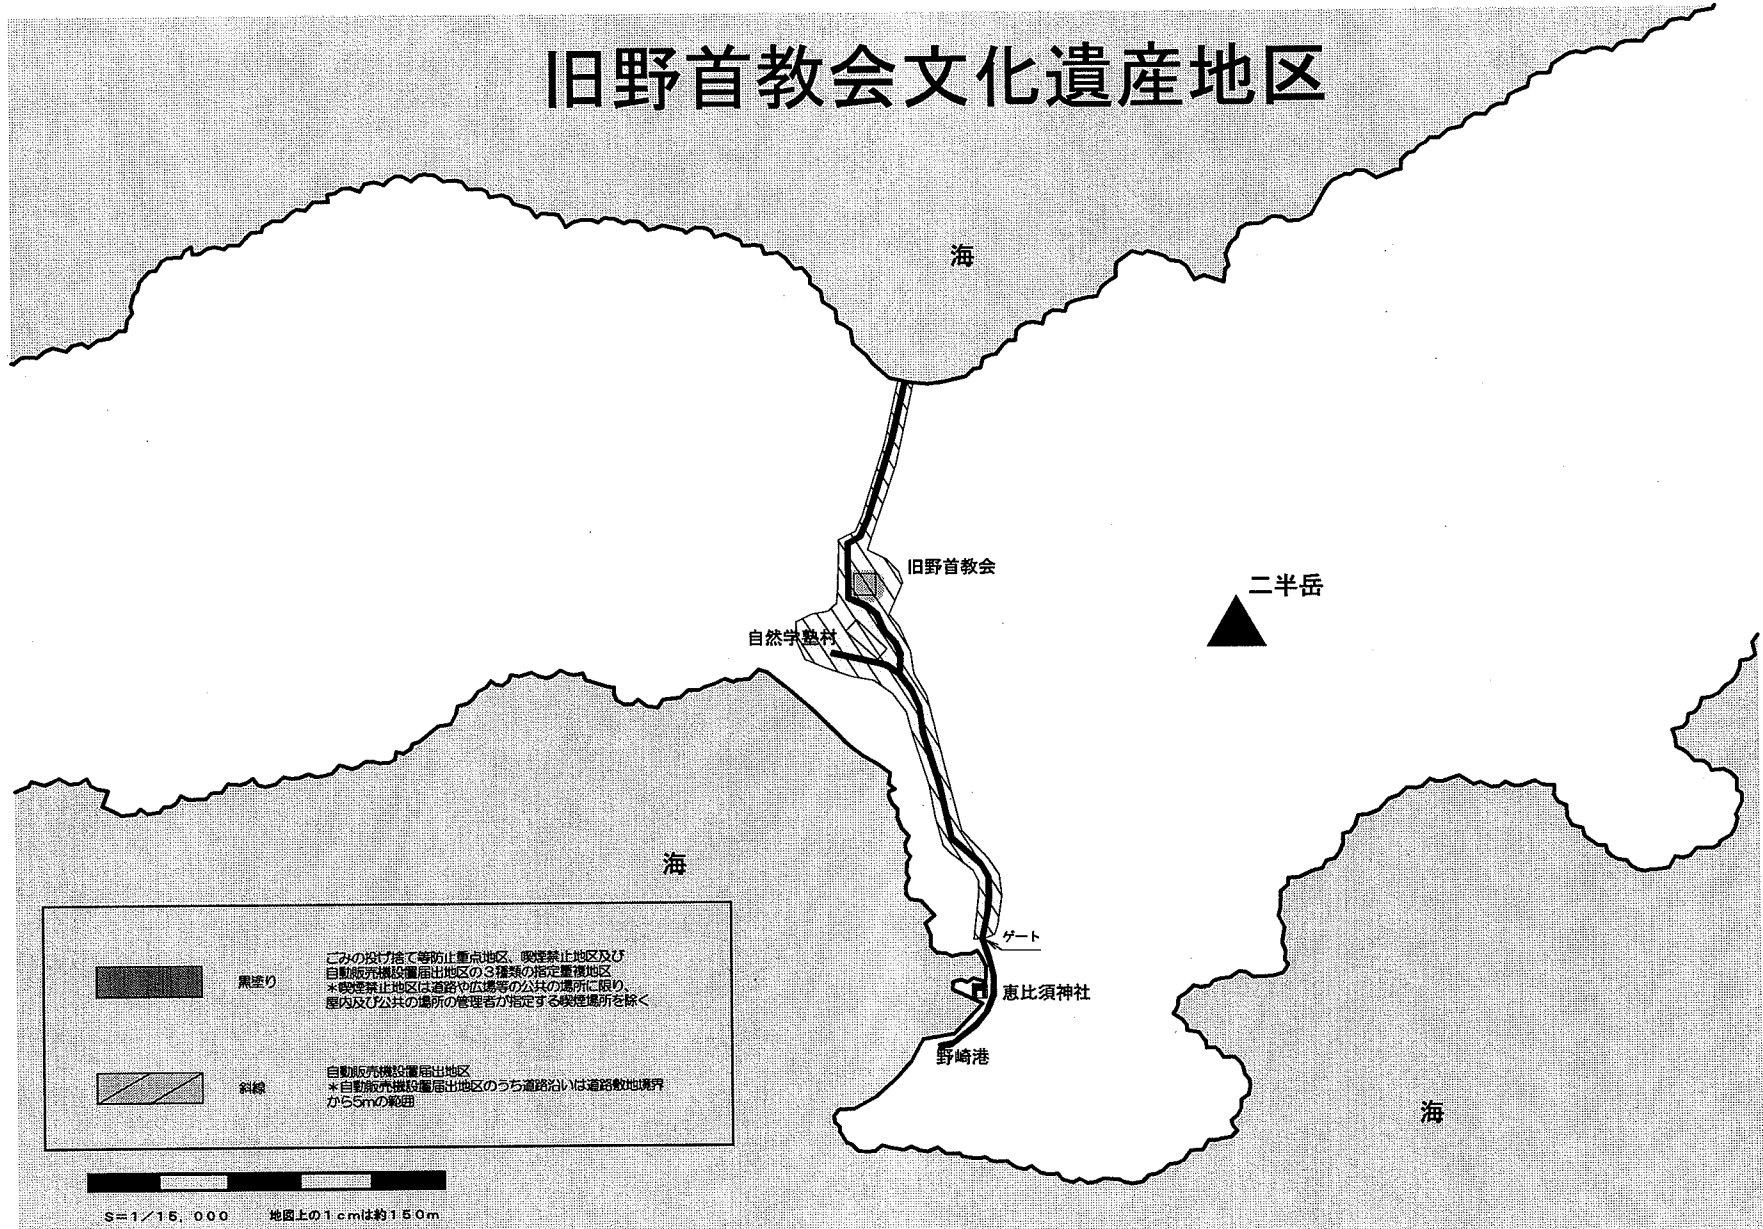 旧野首教会文化遺産地区
海
旧野首教会
二半岳
自然学塾村
海
ゲート
恵比須神社
野崎港
海
黒塗り
ごみの投げ捨て等防止重点地区、喫煙禁止地区及び
自動販売機設置届出地区の3種類の指定重複地区
＊喫煙禁止地区は道路や広場等の公共の場所に限り、
屋内及び公共の場所の管理者が指定する喫煙場所を除く
斜線
自動販売機設置届出地区
＊自動販売機設置届出地区のうち道路沿いは道路敷地境界
から5mの範囲
S＝1／15，000　地図上の1cmは約150m